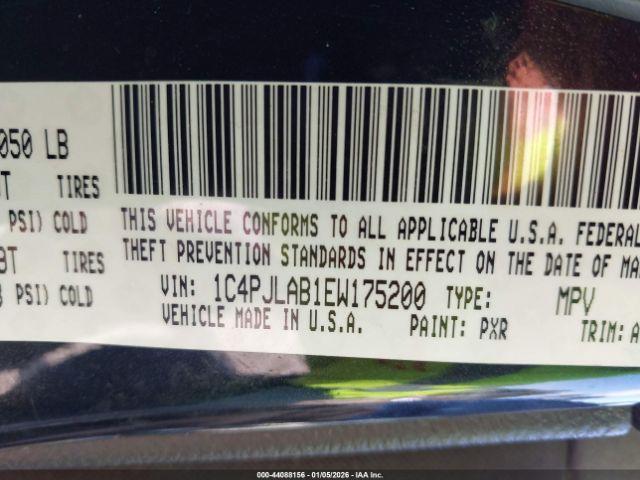 050 LB
T TIRES
PSI) COLD
BT TIRES
PSI) COLD
THIS VEHICLE CONFORMS TO ALL APPLICABLE U.S.A. FEDERAL
THEFT PREVENTION STANDARDS IN EFFECT ON THE DATE OF MA
VIN: 1C4PJLAB1EW175200 TYPE: MPV
VEHICLE MADE IN U.S.A. PAINT: PXR TRIM: A
000-44088156 - 01/05/2026 - IAA Inc.